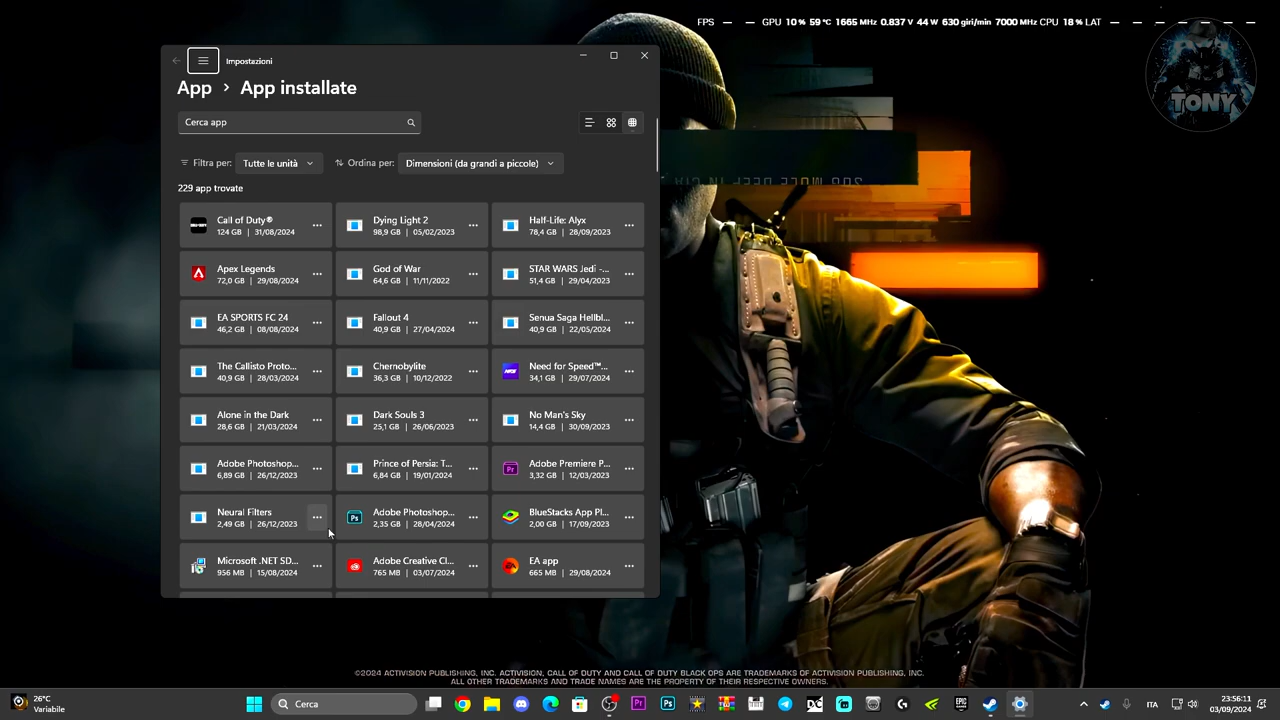 FPS — — GPU 10 % 59 °C 1665 MHz 0.837 V 44 W 630 giri/min 7000 MHz CPU 18 % LAT — — — — — —
TONY
Impostazioni
App > App installate
Cerca app
Filtra per: Tutte le unità Ordina per: Dimensioni (da grandi a piccole)
229 app trovate
Call of Duty®
124 GB | 31/08/2024
Dying Light 2
98,9 GB | 05/02/2023
Half-Life: Alyx
78,4 GB | 28/09/2023
Apex Legends
72,0 GB | 29/08/2024
God of War
64,6 GB | 11/11/2022
STAR WARS Jedi -...
51,4 GB | 29/04/2023
EA SPORTS FC 24
46,2 GB | 08/08/2024
Fallout 4
40,9 GB | 27/04/2024
Senua Saga Hellbl...
40,9 GB | 22/05/2024
The Callisto Proto...
40,9 GB | 28/03/2024
Chernobylite
36,3 GB | 10/12/2022
Need for Speed™...
34,1 GB | 29/07/2024
Alone in the Dark
28,6 GB | 21/03/2024
Dark Souls 3
25,1 GB | 26/06/2023
No Man's Sky
14,4 GB | 30/09/2023
Adobe Photoshop...
6,89 GB | 26/12/2023
Prince of Persia: T...
6,84 GB | 19/01/2024
Adobe Premiere P...
3,32 GB | 12/03/2023
Neural Filters
2,49 GB | 26/12/2023
Adobe Photoshop...
2,35 GB | 28/04/2024
BlueStacks App Pl...
2,00 GB | 17/09/2023
Microsoft .NET SD...
956 MB | 15/08/2024
Adobe Creative Cl...
765 MB | 03/07/2024
EA app
665 MB | 29/08/2024
©2024 ACTIVISION PUBLISHING, INC. ACTIVISION, CALL OF DUTY AND CALL OF DUTY BLACK OPS ARE TRADEMARKS OF ACTIVISION PUBLISHING, INC.
ALL OTHER TRADEMARKS AND TRADE NAMES ARE THE PROPERTY OF THEIR RESPECTIVE OWNERS.
26°C
Variabile
Cerca
ITA
23:56:11
03/09/2024